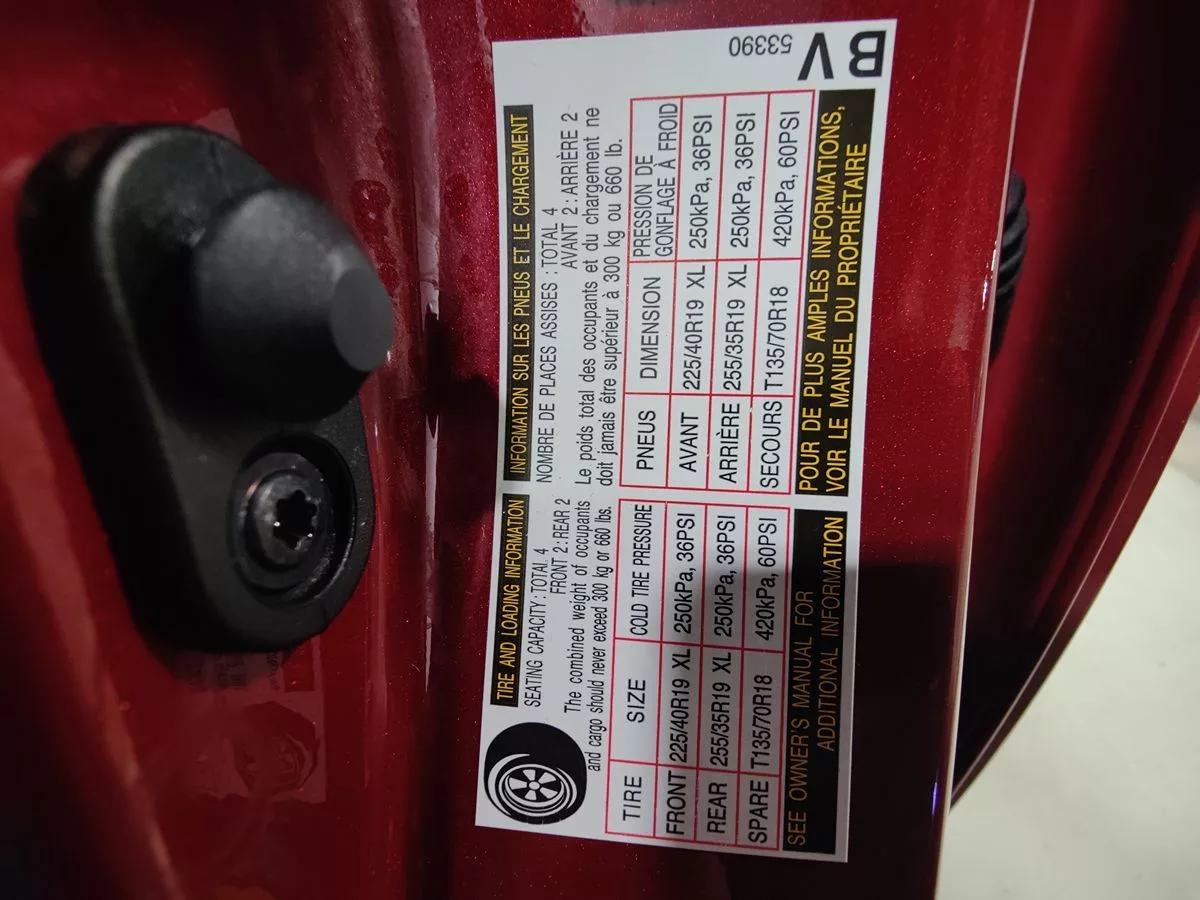 TIRE AND LOADING INFORMATION
SEATING CAPACITY : TOTAL 4
FRONT 2 : REAR 2
The combined weight of occupants
and cargo should never exceed 300 kg or 660 lbs.
TIRE SIZE COLD TIRE PRESSURE
FRONT 225/40R19 XL 250kPa, 36PSI
REAR 255/35R19 XL 250kPa, 36PSI
SPARE T135/70R18 420kPa, 60PSI
SEE OWNER'S MANUAL FOR
ADDITIONAL INFORMATION
INFORMATION SUR LES PNEUS ET LE CHARGEMENT
NOMBRE DE PLACES ASSISES : TOTAL 4
AVANT 2 : ARRIÈRE 2
Le poids total des occupants et du chargement ne
doit jamais être supérieur à 300 kg ou 660 lb.
PNEUS DIMENSION PRESSION DE
GONFLAGE À FROID
AVANT 225/40R19 XL 250kPa, 36PSI
ARRIÈRE 255/35R19 XL 250kPa, 36PSI
SECOURS T135/70R18 420kPa, 60PSI
POUR DE PLUS AMPLES INFORMATIONS,
VOIR LE MANUEL DU PROPRIÉTAIRE
53390
BV